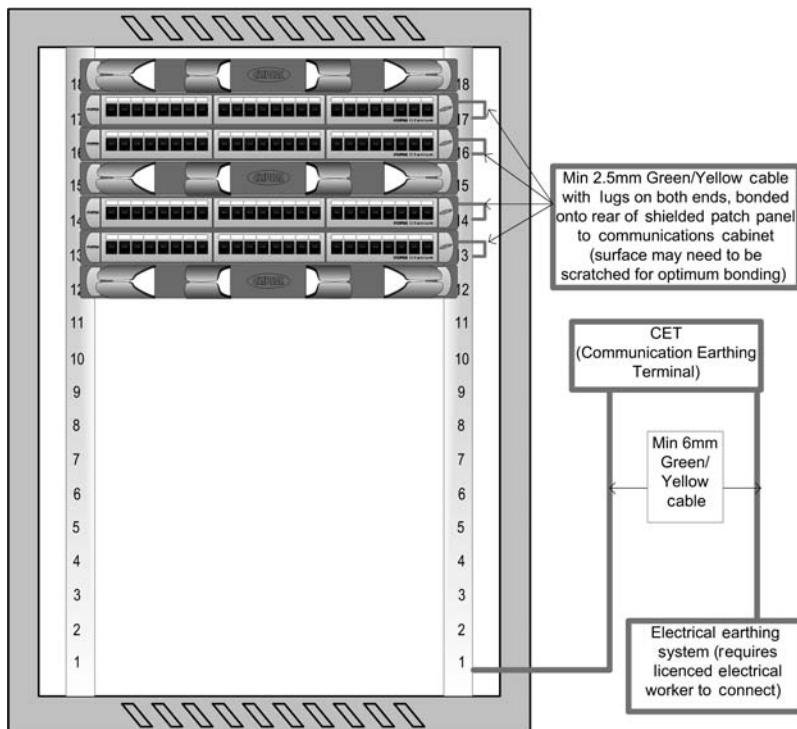 18
18
17
17
16
16
15
15
14
14
13
13
12
12
11
11
10
10
9
9
8
8
7
7
6
6
5
5
4
4
3
3
2
2
1
1
Min 2.5mm Green/Yellow cable
with lugs on both ends, bonded
onto rear of shielded patch panel
to communications cabinet
(surface may need to be
scratched for optimum bonding)
CET
(Communication Earthing
Terminal)
Min 6mm
Green/
Yellow
cable
Electrical earthing
system (requires
licenced electrical
worker to connect)